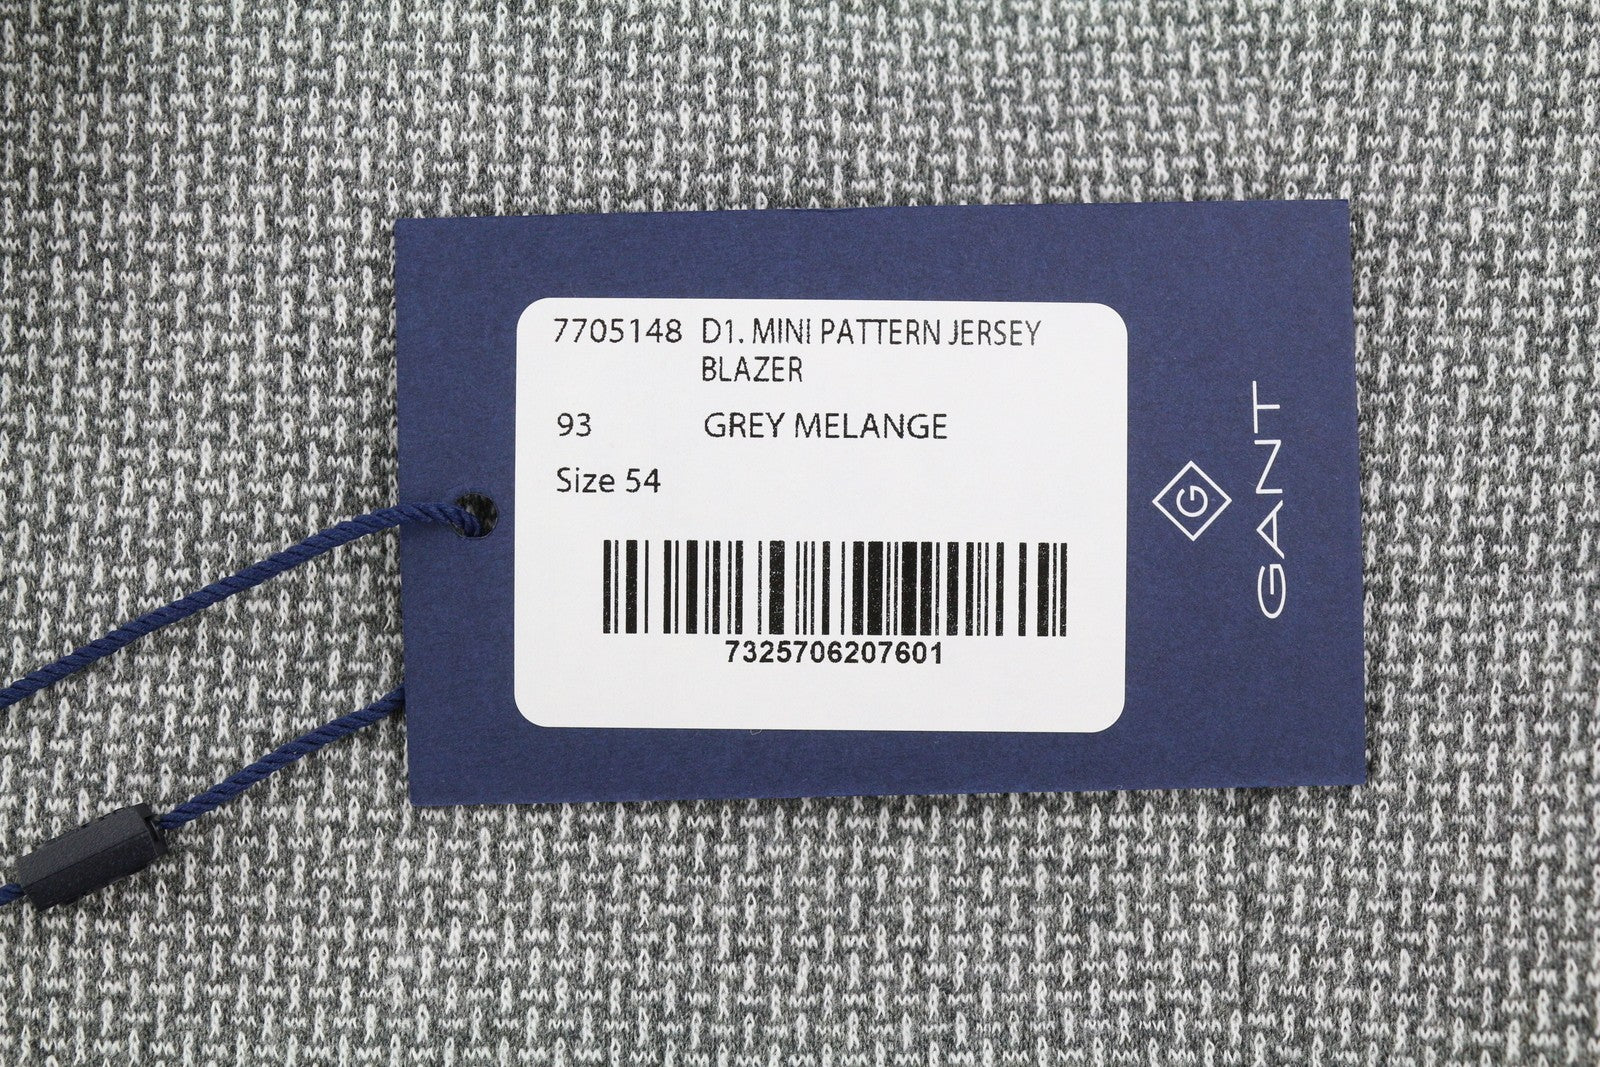 7705148 D1. MINI PATTERN JERSEY
BLAZER
93 GREY MELANGE
Size 54
7325706207601
G
GANT